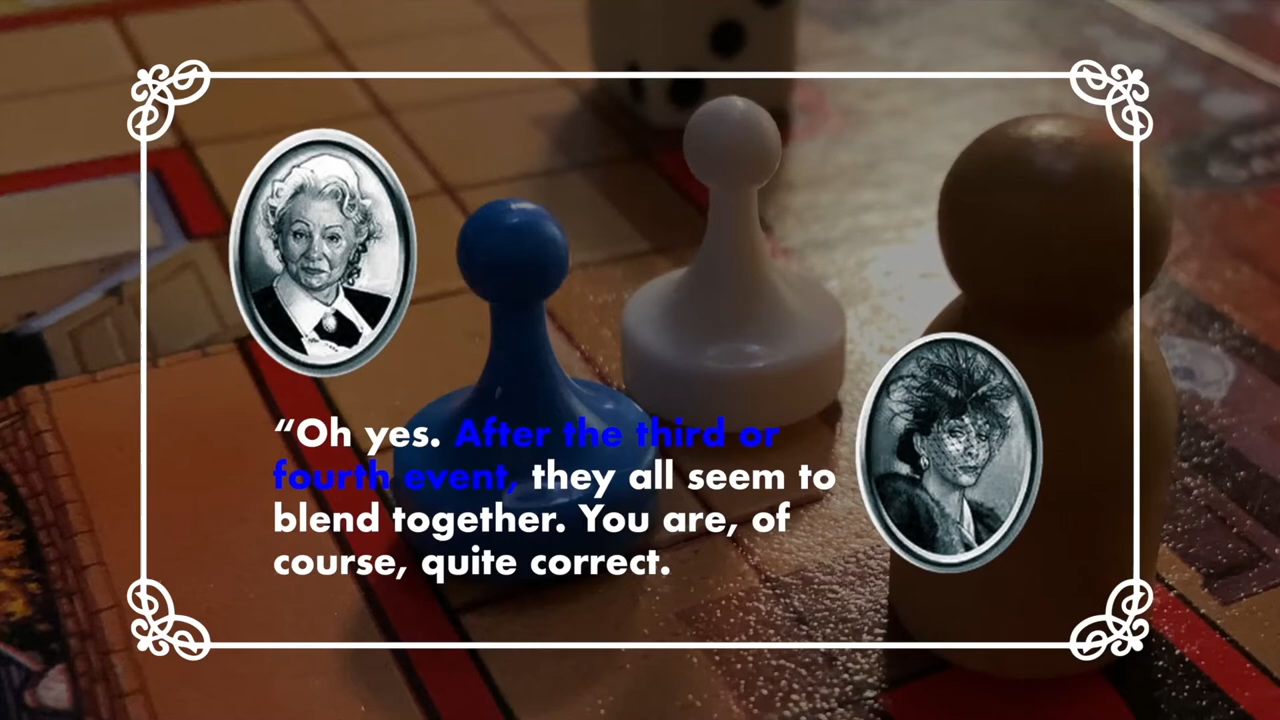 “Oh yes. After the third or
fourth event, they all seem to
blend together. You are, of
course, quite correct.